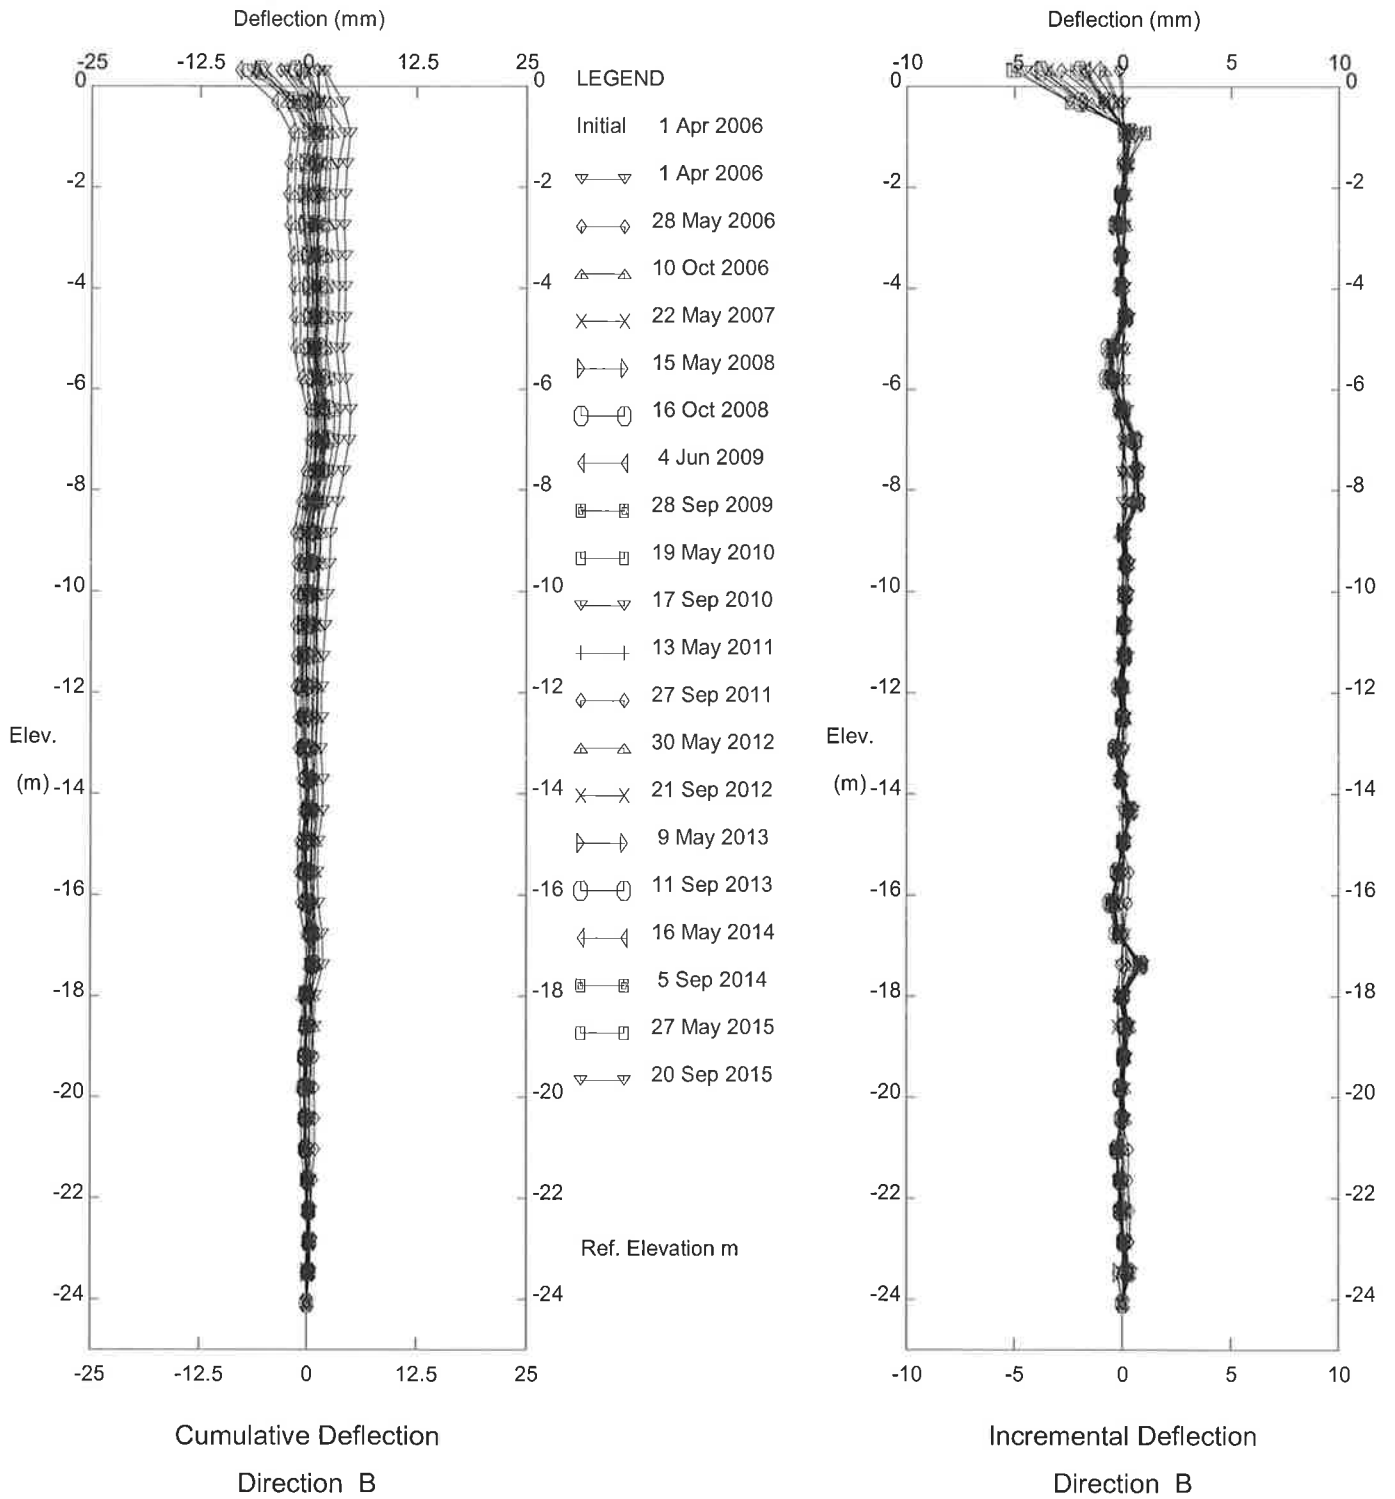 Deflection (mm)
-25 -12.5 0 12.5 25
0 0
-2 -2
-4 -4
-6 -6
-8 -8
-10 -10
-12 -12
Elev.
(m) -14 -14
-16 -16
-18 -18
-20 -20
-22 -22
-24 -24
-25 -12.5 0 12.5 25
Cumulative Deflection
Direction B
LEGEND
Initial 1 Apr 2006
1 Apr 2006
28 May 2006
10 Oct 2006
22 May 2007
15 May 2008
16 Oct 2008
4 Jun 2009
28 Sep 2009
19 May 2010
17 Sep 2010
13 May 2011
27 Sep 2011
30 May 2012
21 Sep 2012
9 May 2013
11 Sep 2013
16 May 2014
5 Sep 2014
27 May 2015
20 Sep 2015
Ref. Elevation m
Deflection (mm)
-10 -5 0 5 10
0 0
-2 -2
-4 -4
-6 -6
-8 -8
-10 -10
-12 -12
Elev.
(m) -14 -14
-16 -16
-18 -18
-20 -20
-22 -22
-24 -24
-10 -5 0 5 10
Incremental Deflection
Direction B